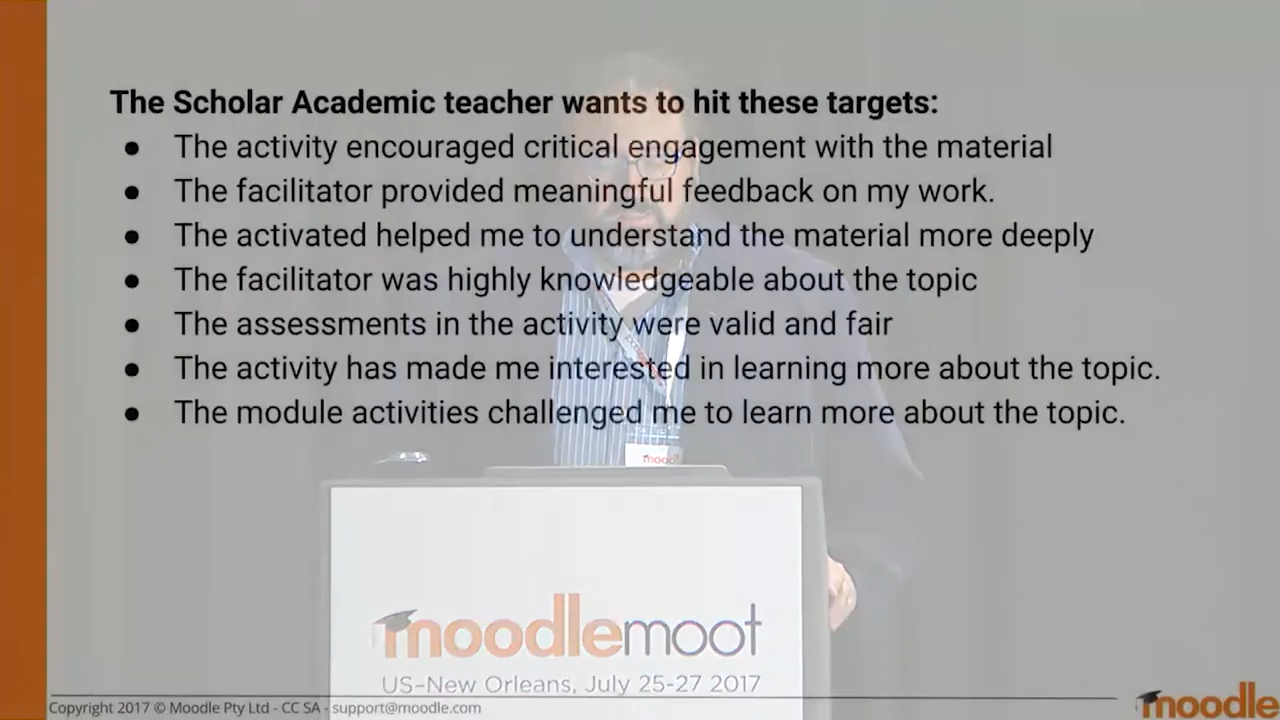 The Scholar Academic teacher wants to hit these targets:
● The activity encouraged critical engagement with the material
● The facilitator provided meaningful feedback on my work.
● The activated helped me to understand the material more deeply
● The facilitator was highly knowledgeable about the topic
● The assessments in the activity were valid and fair
● The activity has made me interested in learning more about the topic.
● The module activities challenged me to learn more about the topic.
moodle
moodlemoot
US–New Orleans, July 25-27 2017
Copyright 2017 © Moodle Pty Ltd - CC SA - support@moodle.com
moodle